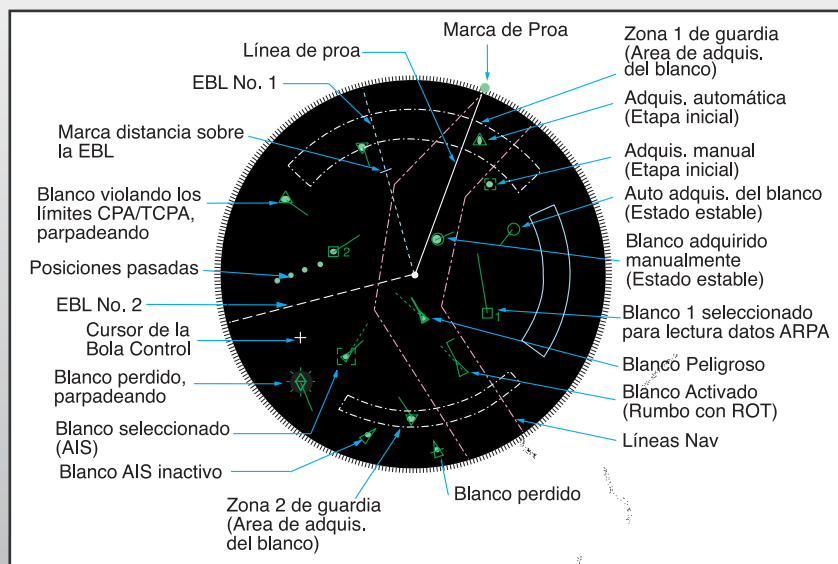 Marca de Proa
Línea de proa
EBL No. 1
Marca distancia sobre
la EBL
Blanco violando los
límites CPA/TCPA,
parpadeando
Posiciones pasadas
EBL No. 2
Cursor de la
Bola Control
Blanco perdido,
parpadeando
Blanco seleccionado
(AIS)
Blanco AIS inactivo
Zona 2 de guardia
(Area de adquis.
del blanco)
Blanco perdido
Zona 1 de guardia
(Area de adquis.
del blanco)
Adquis. automática
(Etapa inicial)
Adquis. manual
(Etapa inicial)
Auto adquis. del blanco
(Estado estable)
Blanco adquirido
manualmente
(Estado estable)
Blanco 1 seleccionado
para lectura datos ARPA
Blanco Peligroso
Blanco Activado
(Rumbo con ROT)
Líneas Nav
2
1